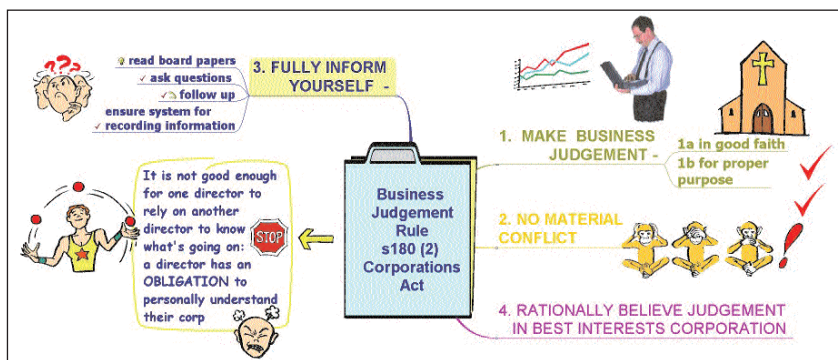 3. FULLY INFORM
YOURSELF -
read board papers
ask questions
follow up
ensure system for
recording information
It is not good enough
for one director to
rely on another
director to know
what's going on:
a director has an
OBLIGATION to
personally understand
their corp
STOP
Business
Judgement
Rule
s180 (2)
Corporations
Act
1. MAKE BUSINESS
JUDGEMENT -
1a in good faith
1b for proper
purpose
2. NO MATERIAL
CONFLICT
4. RATIONALLY BELIEVE JUDGEMENT
IN BEST INTERESTS CORPORATION